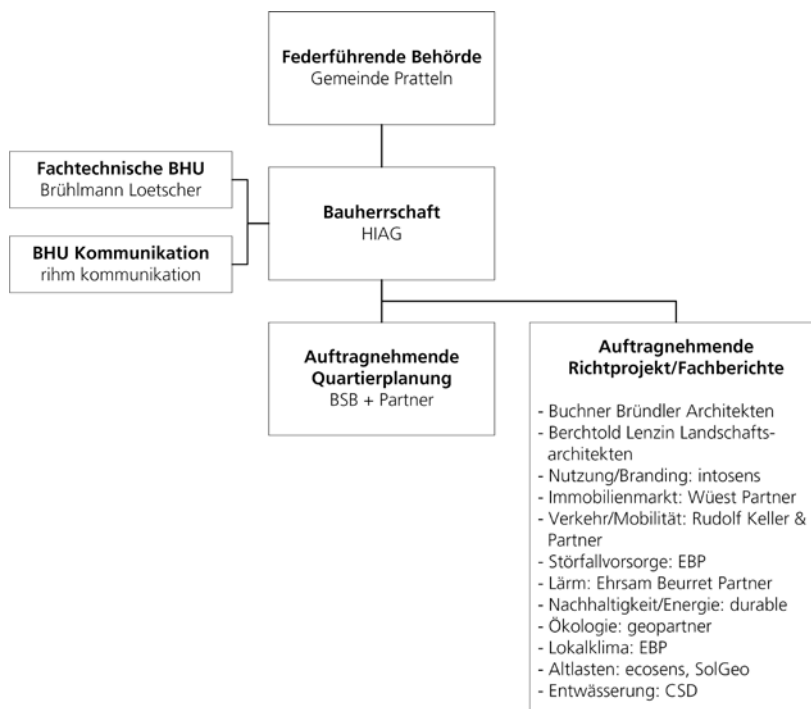 Federführende Behörde
Gemeinde Pratteln
Fachtechnische BHU
Brühlmann Loetscher
BHU Kommunikation
rihm kommunikation
Bauherrschaft
HIAG
Auftragnehmende
Quartierplanung
BSB + Partner
Auftragnehmende
Richtprojekt/Fachberichte
- Buchner Bründler Architekten
- Berchtold Lenzin Landschafts-
architekten
- Nutzung/Branding: intosens
- Immobilienmarkt: Wüest Partner
- Verkehr/Mobilität: Rudolf Keller &
Partner
- Störfallvorsorge: EBP
- Lärm: Ehrsam Beurret Partner
- Nachhaltigkeit/Energie: durable
- Ökologie: geopartner
- Lokalklima: EBP
- Altlasten: ecosens, SolGeo
- Entwässerung: CSD